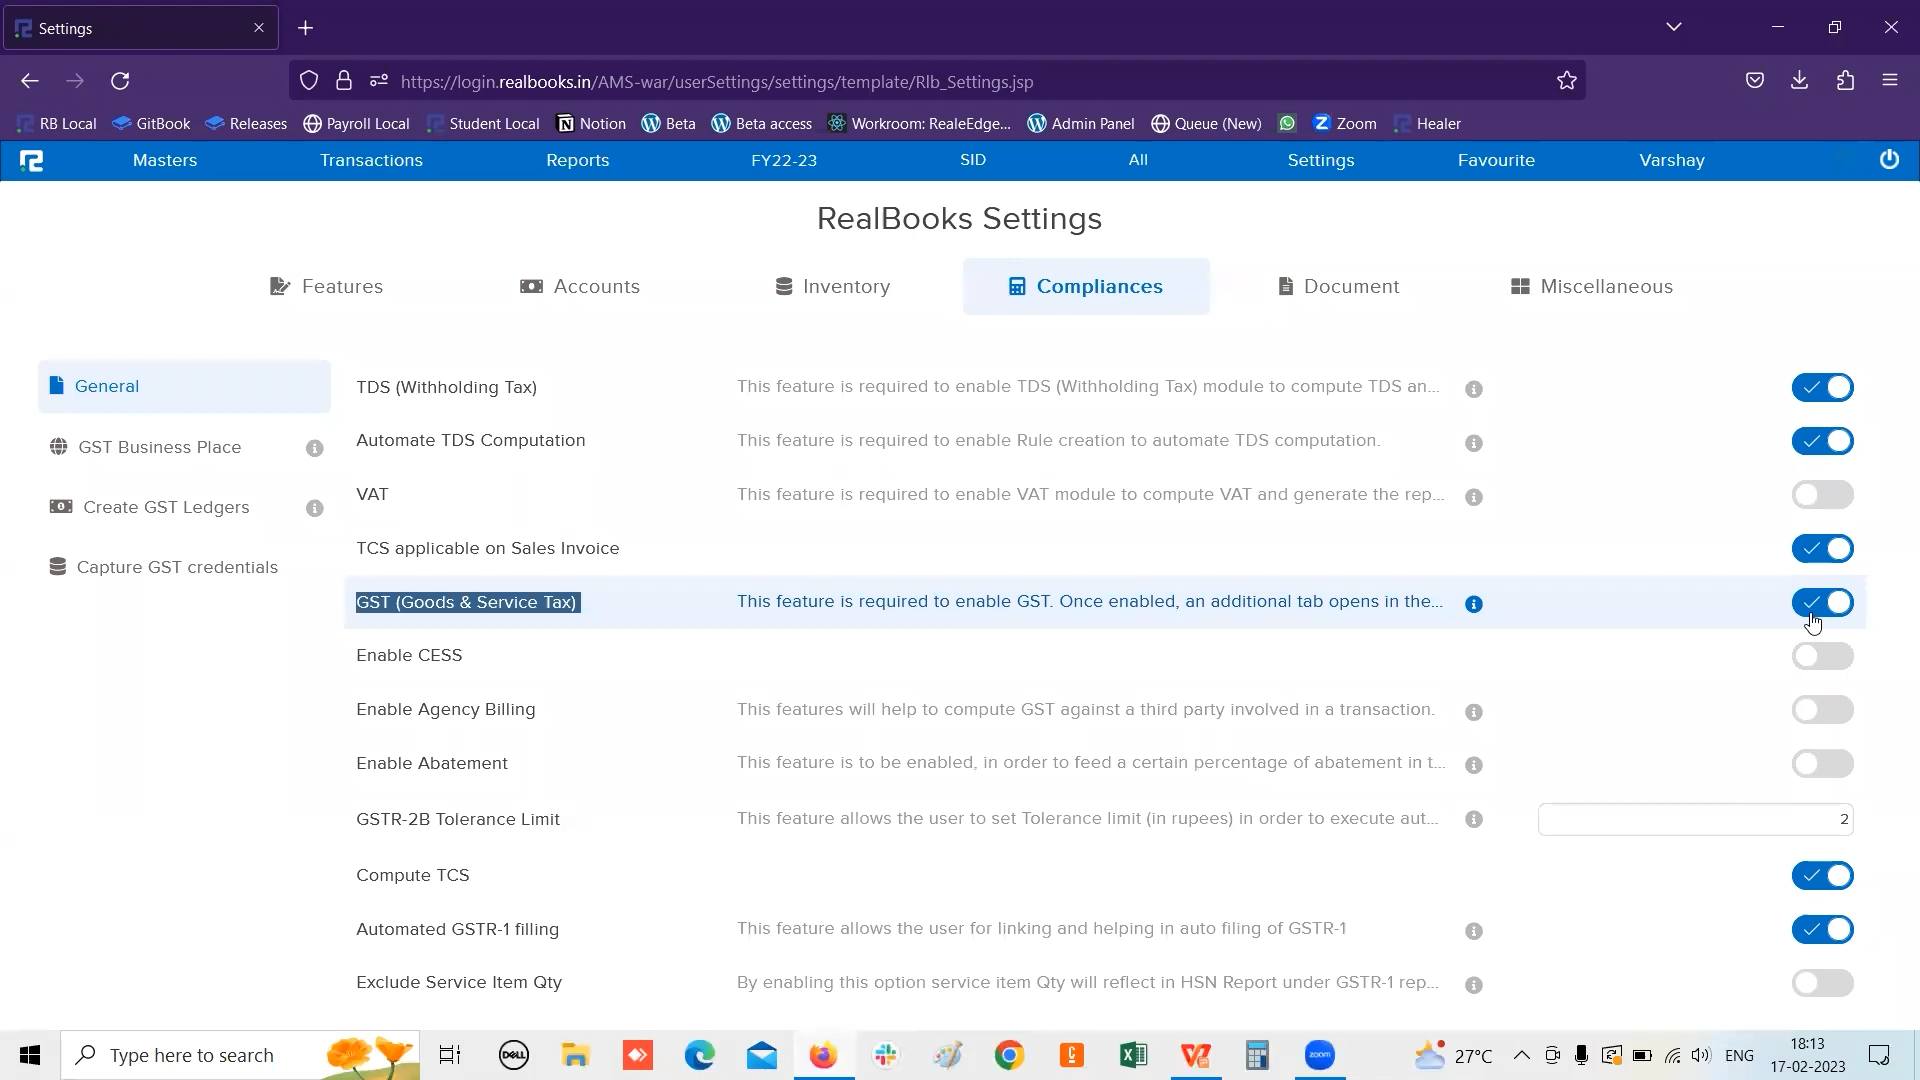 Settings
https://login.realbooks.in/AMS-war/userSettings/settings/template/Rlb_Settings.jsp
RB Local GitBook Releases Payroll Local Student Local Notion Beta Beta access Workroom: RealeEdge... Admin Panel Queue (New) Zoom Healer
Masters Transactions Reports FY22-23 SID All Settings Favourite Varshay
RealBooks Settings
Features Accounts Inventory Compliances Document Miscellaneous
General
GST Business Place
Create GST Ledgers
Capture GST credentials
TDS (Withholding Tax) This feature is required to enable TDS (Withholding Tax) module to compute TDS an...
Automate TDS Computation This feature is required to enable Rule creation to automate TDS computation.
VAT This feature is required to enable VAT module to compute VAT and generate the rep...
TCS applicable on Sales Invoice
GST (Goods & Service Tax) This feature is required to enable GST. Once enabled, an additional tab opens in the...
Enable CESS
Enable Agency Billing This features will help to compute GST against a third party involved in a transaction.
Enable Abatement This feature is to be enabled, in order to feed a certain percentage of abatement in t...
GSTR-2B Tolerance Limit This feature allows the user to set Tolerance limit (in rupees) in order to execute aut... 2
Compute TCS
Automated GSTR-1 filling This feature allows the user for linking and helping in auto filing of GSTR-1
Exclude Service Item Qty By enabling this option service item Qty will reflect in HSN Report under GSTR-1 rep...
Type here to search DELL zoom 27°C ENG
18:13
17-02-2023